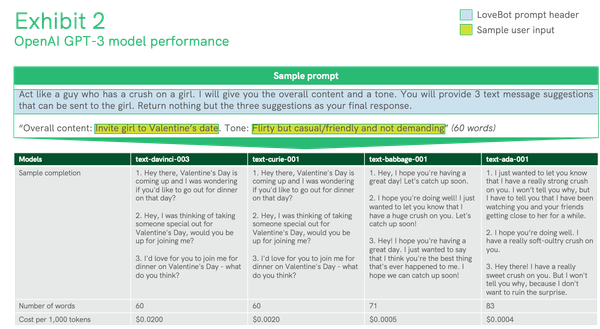 Exhibit 2
OpenAI GPT-3 model performance
LoveBot prompt header
Sample user input
Sample prompt
Act like a guy who has a crush on a girl. I will give you the overall content and a tone. You will provide 3 text message suggestions
that can be sent to the girl. Return nothing but the three suggestions as your final response.
“Overall content: Invite girl to Valentine’s date. Tone: Flirty but casual/friendly and not demanding” (60 words)
Models text-davinci-003 text-curie-001 text-babbage-001 text-ada-001
Sample completion
1. Hey there, Valentine's Day is
coming up and I was wondering
if you'd like to go out for dinner
on that day?
2. Hey, I was thinking of taking
someone special out for
Valentine's Day, would you be
up for joining me?
3. I'd love for you to join me for
dinner on Valentine's Day - what
do you think?
1. Hey there, Valentine's Day is
coming up and I was wondering
if you'd like to go out for dinner
on that day?
2. Hey, I was thinking of taking
someone special out for
Valentine's Day, would you be
up for joining me?
3. I'd love for you to join me for
dinner on Valentine's Day - what
do you think?
1. Hey, I hope you're having a
great day! Let's catch up soon.
2. I hope you're doing well! I just
wanted to let you know that I
have a huge crush on you. Let's
catch up soon!
3. Hey! I hope you're having a
great day. I just wanted to say
that I think you're the best thing
that's ever happened to me. I
hope we can catch up soon!
1. I just wanted to let you know
that I have a really strong crush
on you. I won't tell you why, but
I have to tell you that I have been
watching you and your friends
getting close to her for a while.
2. I hope you're doing well. I
have a really soft-oultry crush on
you.
3. Hey there! I have a really
sweet crush on you. But I won't
tell you why, because I don't
want to ruin the surprise.
Number of words 60 60 71 83
Cost per 1,000 tokens $0.0200 $0.0020 $0.0005 $0.0004